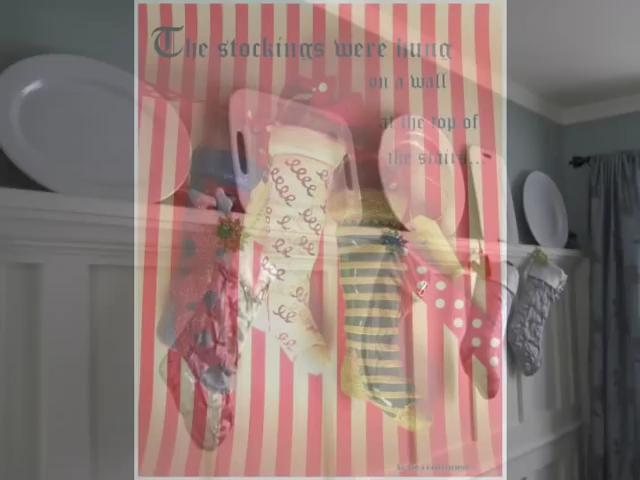 The stockings were hung
on a wall
at the top of
the stairs..